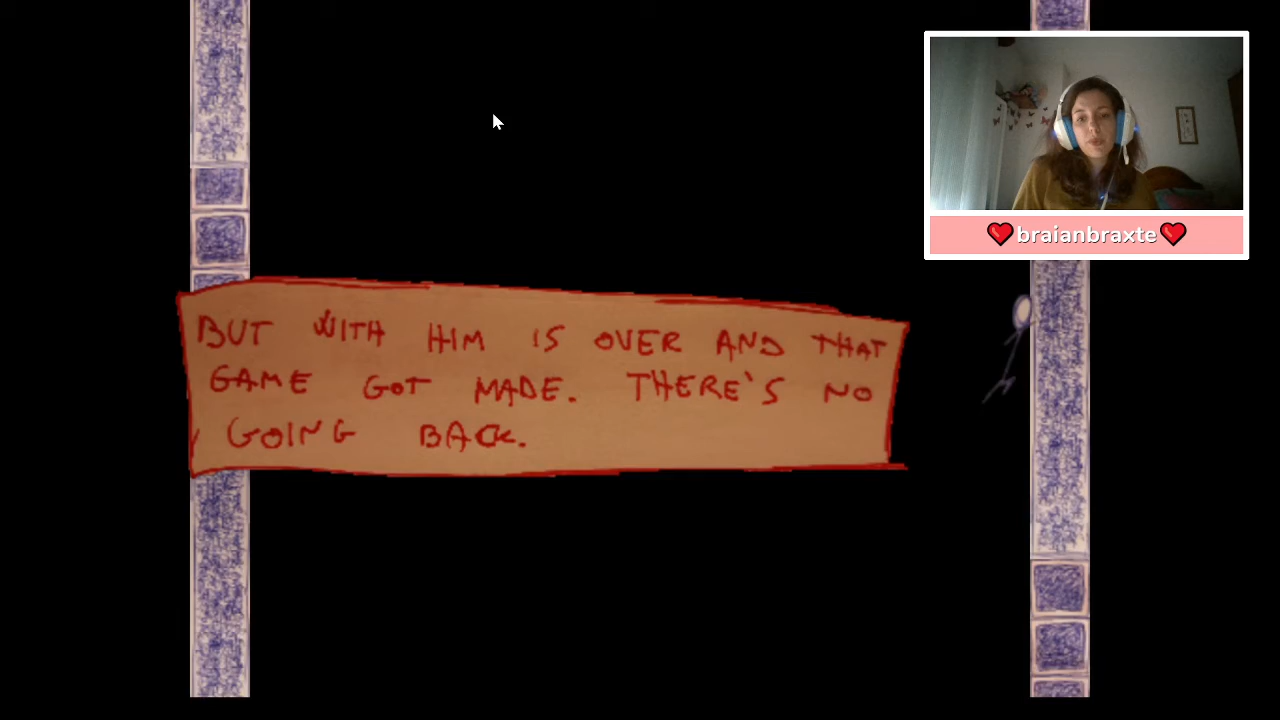 ❤️braianbraxte❤️
BUT WITH HIM IS OVER AND THAT
GAME GOT MADE. THERE'S NO
GOING BACK.